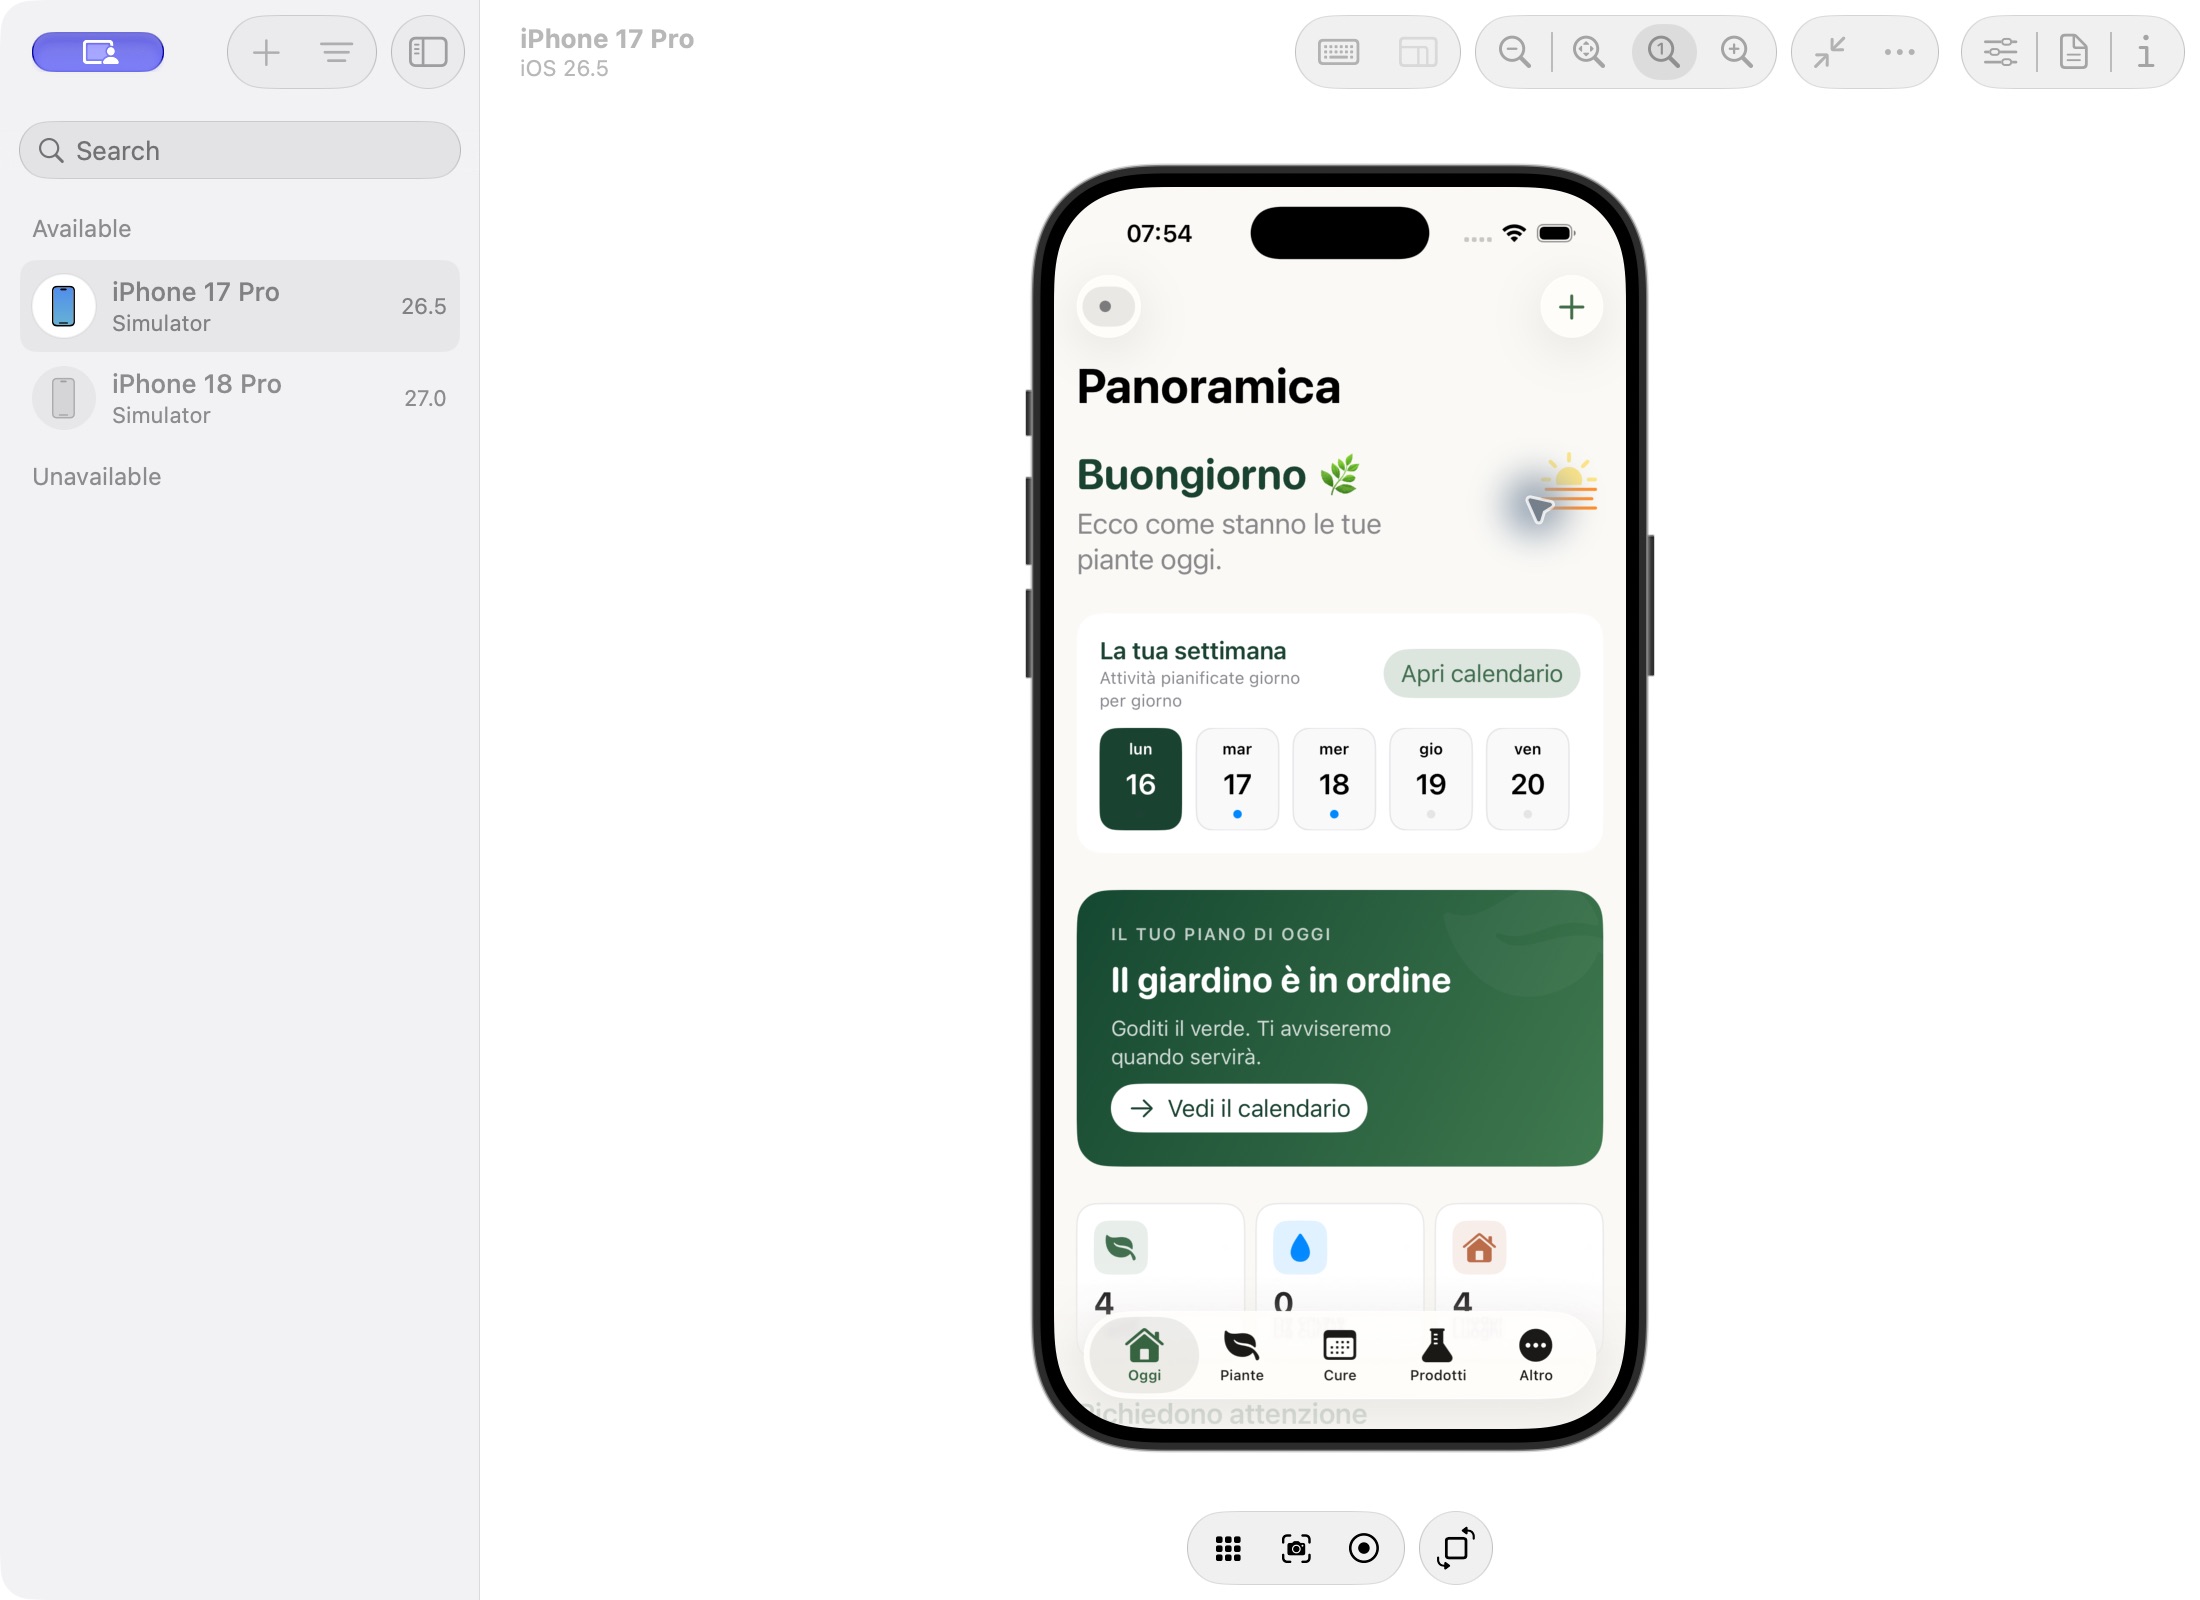 iPhone 17 Pro
iOS 26.5
Search
Available
iPhone 17 Pro
Simulator
26.5
iPhone 18 Pro
Simulator
27.0
Unavailable
07:54
Panoramica
Buongiorno
Ecco come stanno le tue
piante oggi.
La tua settimana
Attività pianificate giorno
per giorno
Apri calendario
lun mar mer gio ven
16 17 18 19 20
IL TUO PIANO DI OGGI
Il giardino è in ordine
Goditi il verde. Ti avviseremo
quando servirà.
Vedi il calendario
4 0 4
Oggi Piante Cure Prodotti Altro
Richiedono attenzione